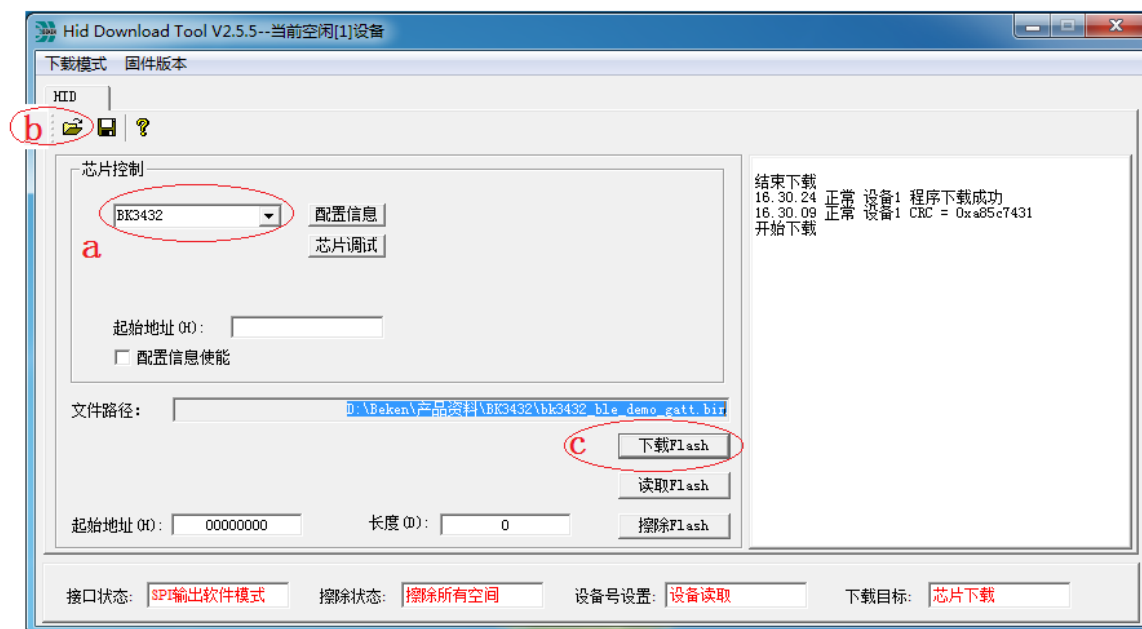 Hid Download Tool V2.5.5--当前空闲[1]设备
下载模式 固件版本
HID
b
芯片控制
BK3432 配置信息
a 芯片调试
起始地址(H):
配置信息使能
文件路径: D:\Beken\产品资料\BK3432\bk3432_ble_demo_gatt.bin
c 下载Flash
读取Flash
起始地址(H): 00000000 长度(D): 0 擦除Flash
结束下载
16.30.24 正常 设备1 程序下载成功
16.30.09 正常 设备1 CRC = 0xa85c7431
开始下载
接口状态: SPI输出软件模式 擦除状态: 擦除所有空间 设备号设置: 设备读取 下载目标: 芯片下载